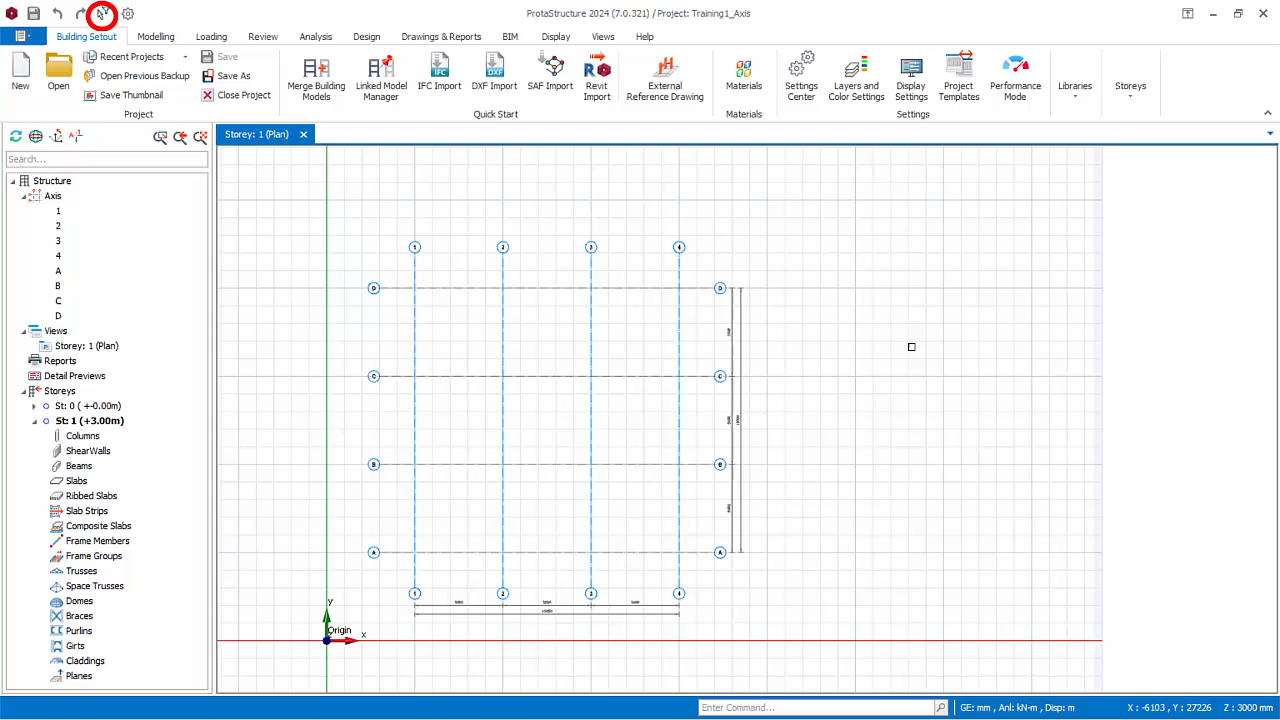 ProtaStructure 2024 (7.0.321) / Project: Training1_Axis
Building Setout Modelling Loading Review Analysis Design Drawings & Reports BIM Display Views Help
New
Open
Recent Projects
Open Previous Backup
Save Thumbnail
Save
Save As
Close Project
Project
Merge Building Models
Linked Model Manager
IFC Import
DXF Import
SAF Import
Revit Import
External Reference Drawing
Quick Start
Materials
Materials
Settings Center
Layers and Color Settings
Display Settings
Project Templates
Performance Mode
Settings
Libraries
Storeys
Storey: 1 (Plan)
Search...
Structure
Axis
1
2
3
4
A
B
C
D
Views
Storey: 1 (Plan)
Reports
Detail Previews
Storeys
St: 0 ( +-0.00m)
St: 1 (+3.00m)
Columns
ShearWalls
Beams
Slabs
Ribbed Slabs
Slab Strips
Composite Slabs
Frame Members
Frame Groups
Trusses
Space Trusses
Domes
Braces
Purlins
Girts
Claddings
Planes
1 2 3 4
D D
C C
B B
A A
1 2 3 4
Y
Origin
X
Enter Command...
GE: mm , Anl: kN-m , Disp: m
X : -6103 , Y : 27226
Z : 3000 mm